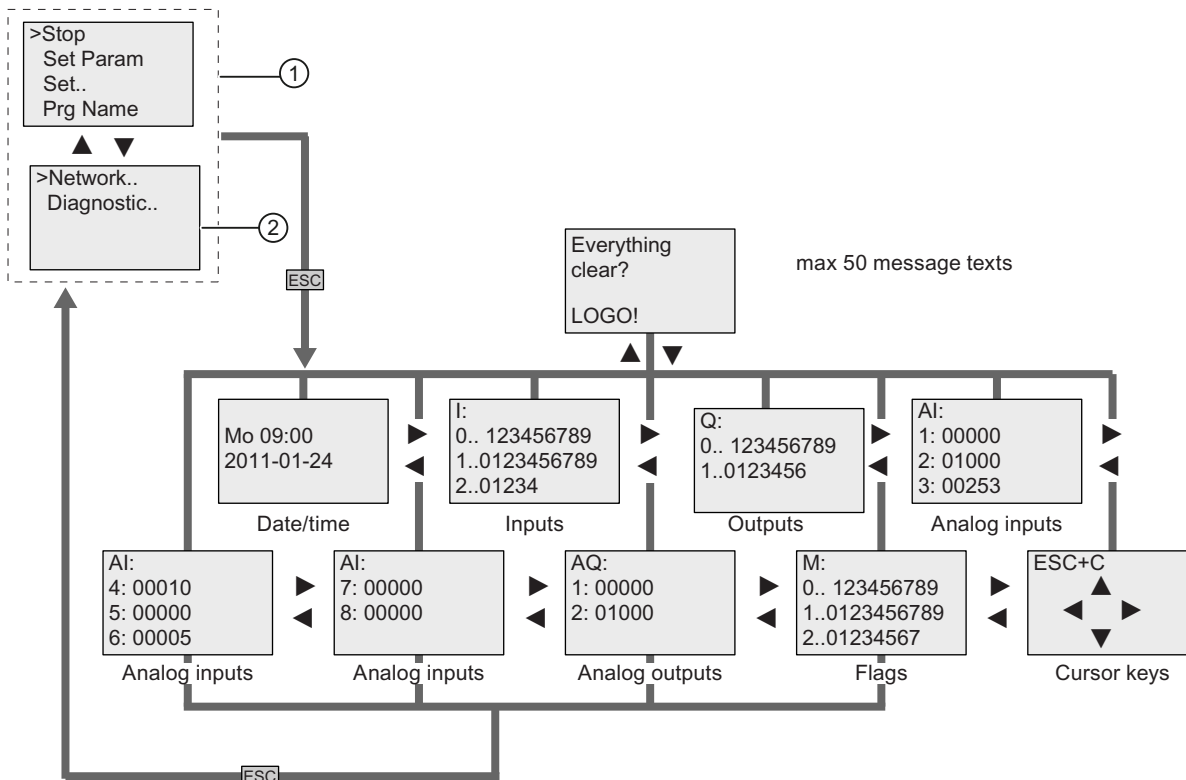 >Stop
Set Param
Set..
Prg Name
①
>Network..
Diagnostic..
②
ESC
Everything
clear?
LOGO!
max 50 message texts
Mo 09:00
2011-01-24
Date/time
I:
0.. 123456789
1..0123456789
2..01234
Inputs
Q:
0.. 123456789
1..0123456
Outputs
AI:
1: 00000
2: 01000
3: 00253
Analog inputs
AI:
4: 00010
5: 00000
6: 00005
Analog inputs
AI:
7: 00000
8: 00000
Analog inputs
AQ:
1: 00000
2: 01000
Analog outputs
M:
0.. 123456789
1..0123456789
2..01234567
Flags
ESC+C
Cursor keys
ESC